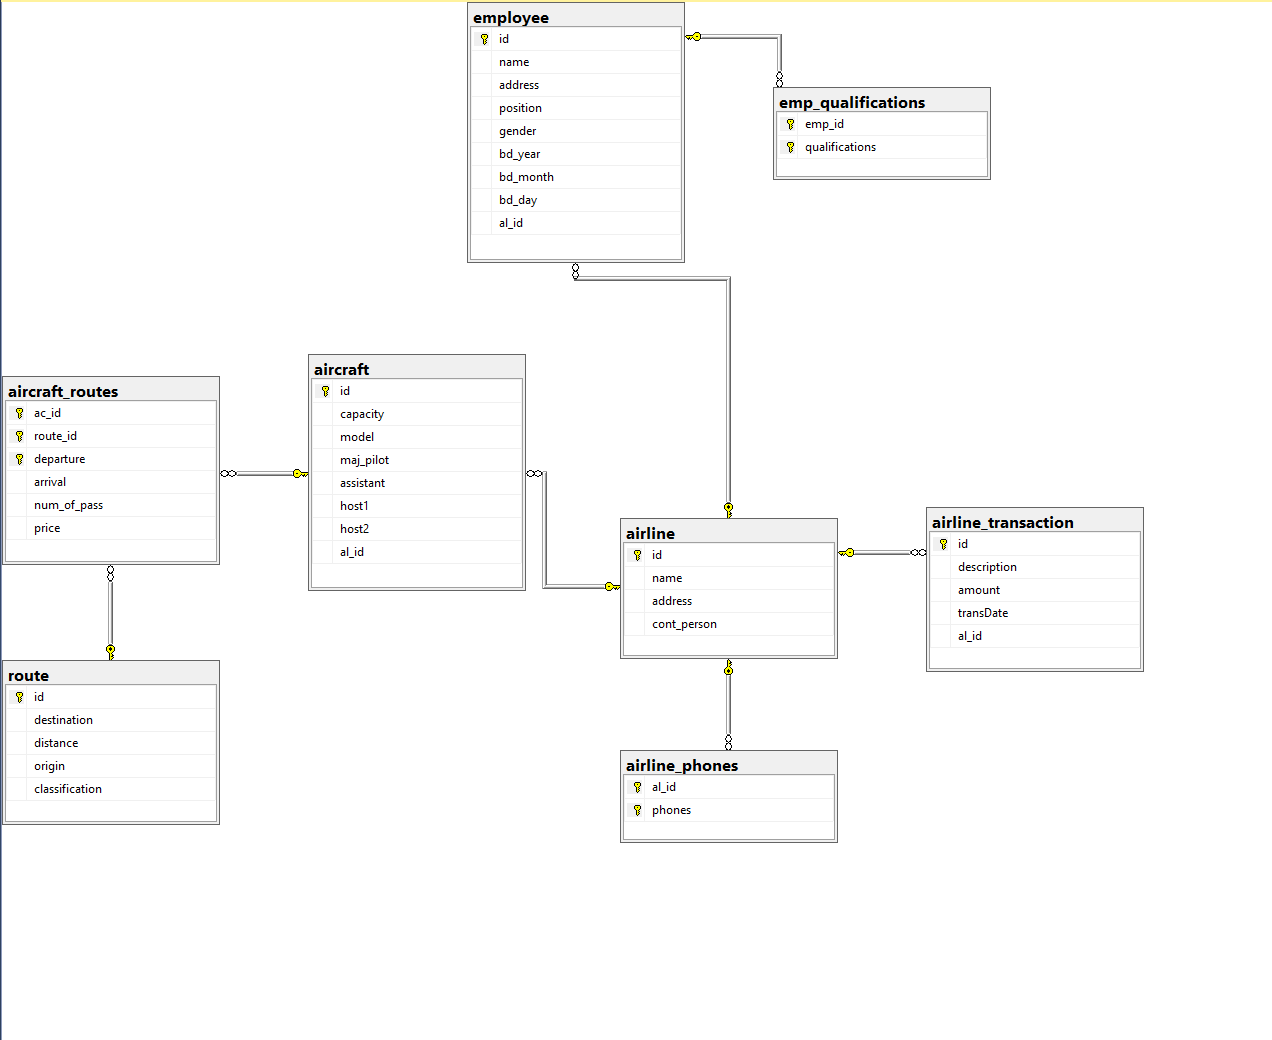 employee
id
name
address
position
gender
bd_year
bd_month
bd_day
al_id
emp_qualifications
emp_id
qualifications
aircraft
id
capacity
model
maj_pilot
assistant
host1
host2
al_id
aircraft_routes
ac_id
route_id
departure
arrival
num_of_pass
price
airline
id
name
address
cont_person
airline_transaction
id
description
amount
transDate
al_id
route
id
destination
distance
origin
classification
airline_phones
al_id
phones